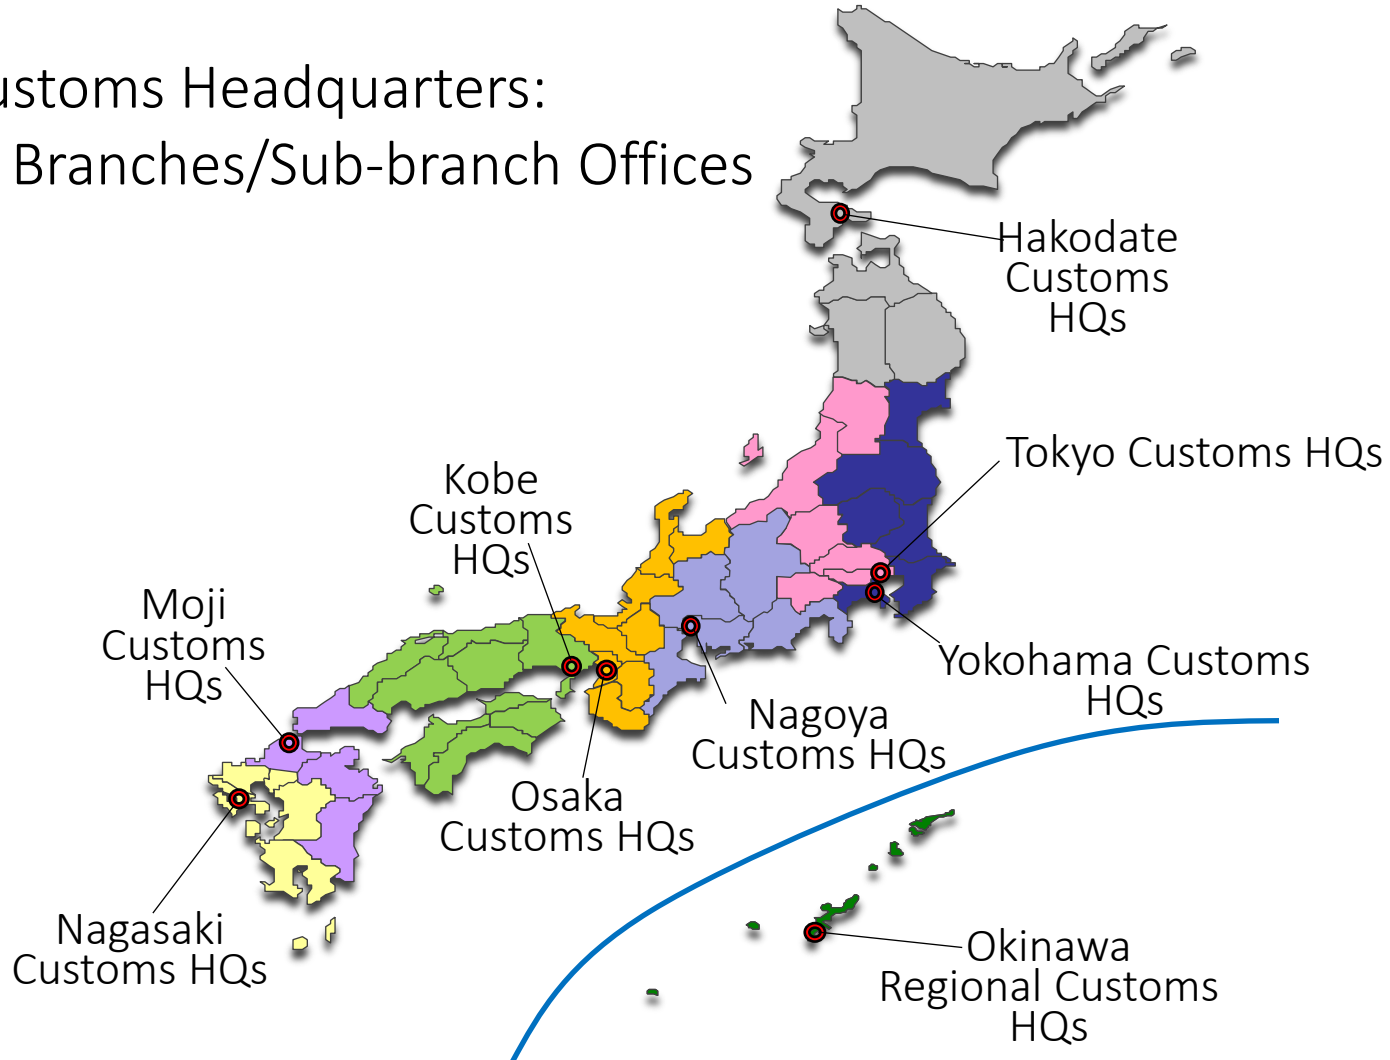 ustoms Headquarters:
Branches/Sub-branch Offices
Hakodate
Customs
HQs
Tokyo Customs HQs
Kobe
Customs
HQs
Moji
Customs
HQs
Yokohama Customs
HQs
Nagoya
Customs HQs
Osaka
Customs HQs
Nagasaki
Customs HQs
Okinawa
Regional Customs
HQs